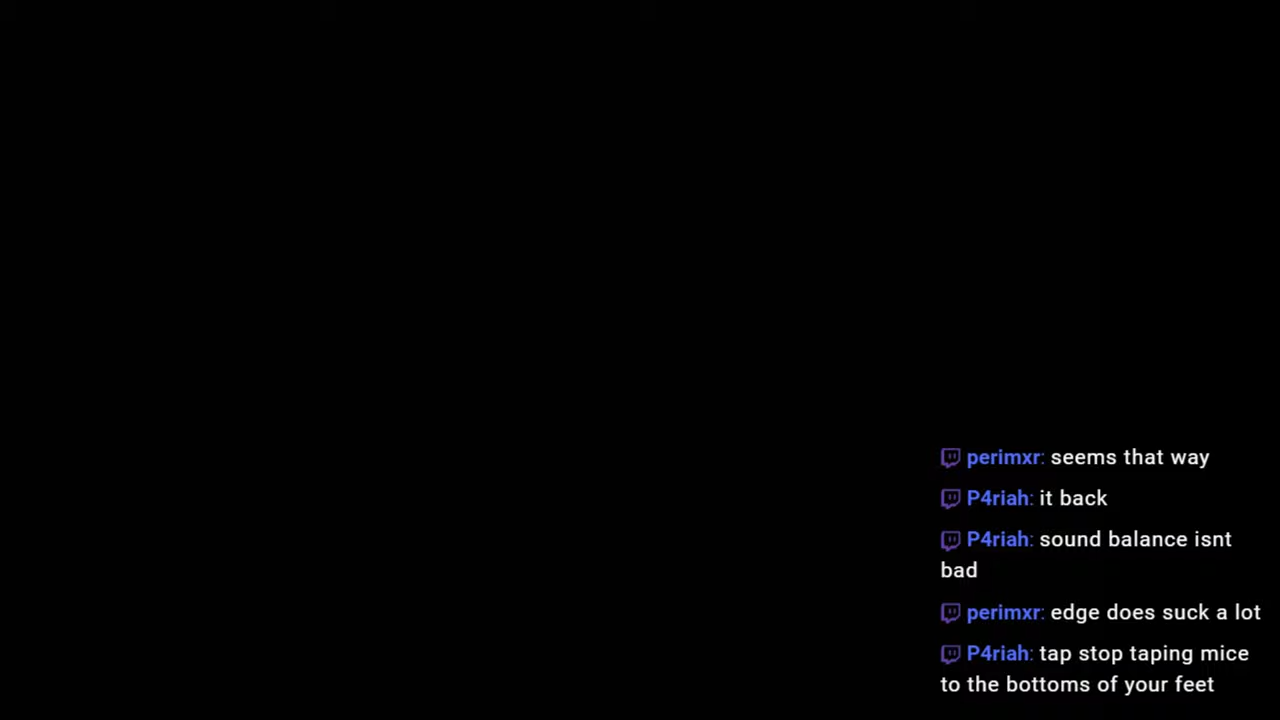 perimxr: seems that way
P4riah: it back
P4riah: sound balance isnt
bad
perimxr: edge does suck a lot
P4riah: tap stop taping mice
to the bottoms of your feet